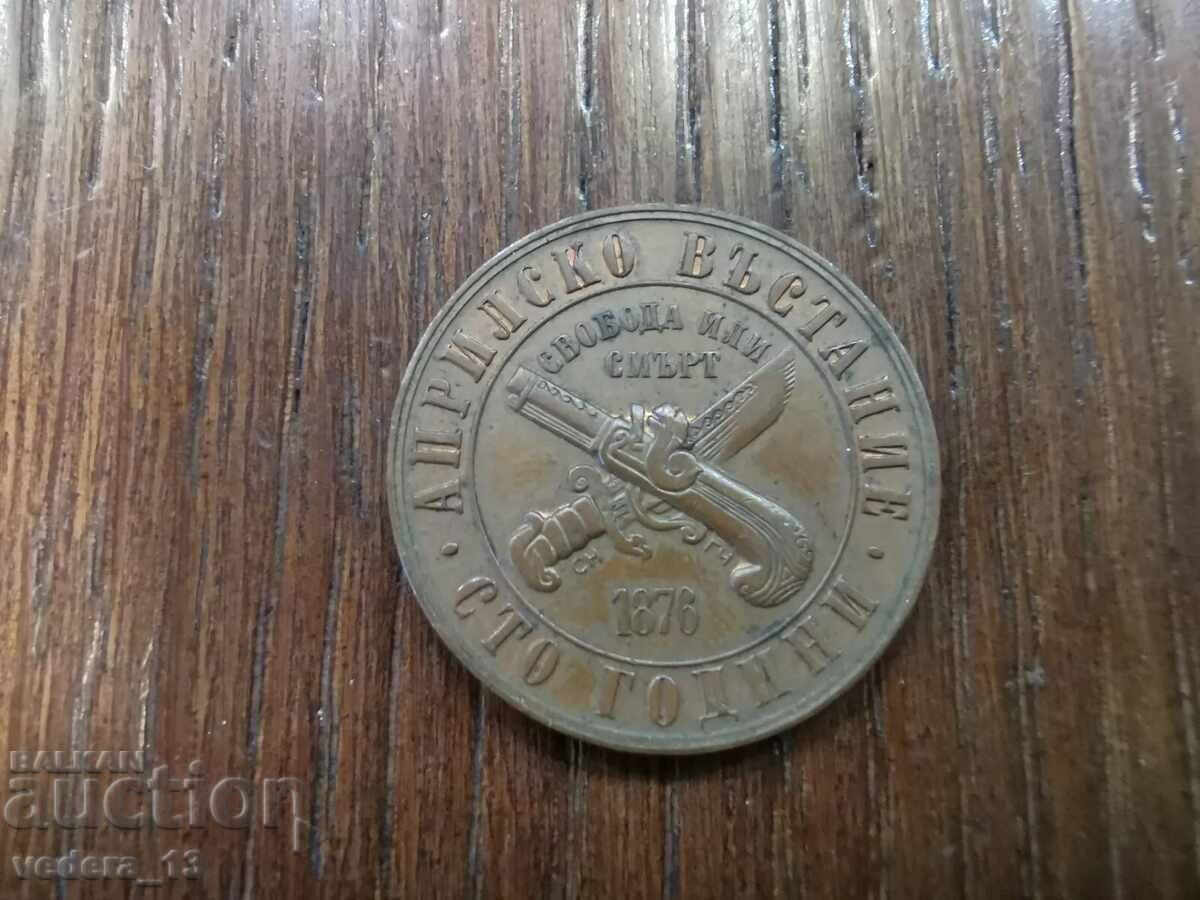 АПРИЛСКО ВЪСТАНИЕ
СВОБОДА ИЛИ
СМЪРТ
СН
ГЧ
1876
· СТО ГОДИНИ ·
BALKAN
auction
vedera_13